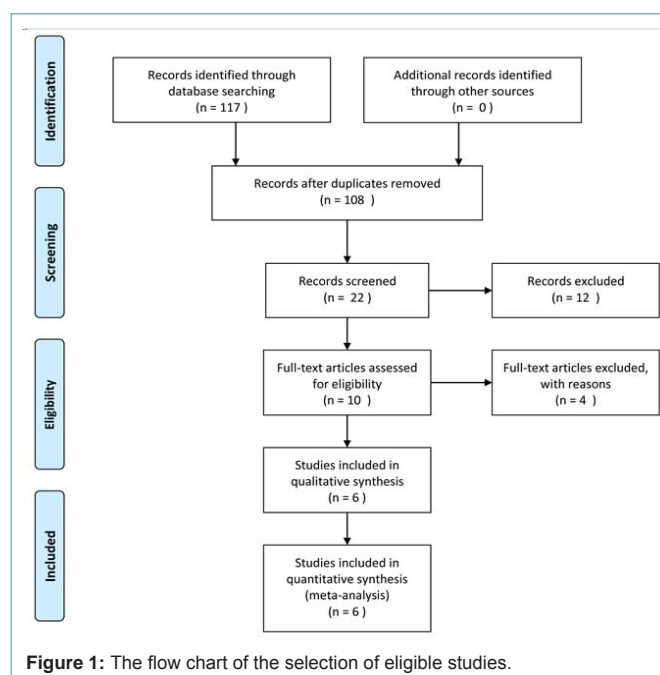 Identification
Records identified through
database searching
(n = 117 )
Additional records identified
through other sources
(n = 0 )
Records after duplicates removed
(n = 108 )
Screening
Records screened
(n = 22 )
Records excluded
(n = 12 )
Eligibility
Full-text articles assessed
for eligibility
(n = 10 )
Full-text articles excluded,
with reasons
(n = 4 )
Studies included in
qualitative synthesis
(n = 6 )
Included
Studies included in
quantitative synthesis
(meta-analysis)
(n = 6 )
Figure 1: The flow chart of the selection of eligible studies.